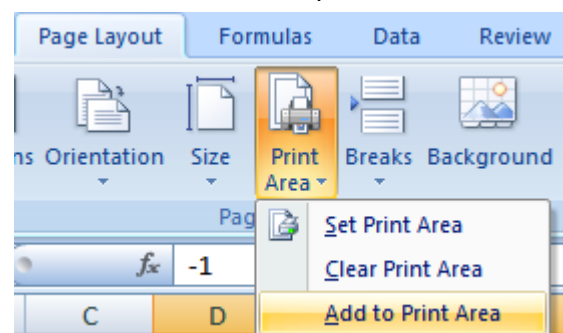 Page Layout Formulas Data Review
ns Orientation Size Print Area Breaks Background
Pag
Set Print Area
Clear Print Area
fx -1
Add to Print Area
C D